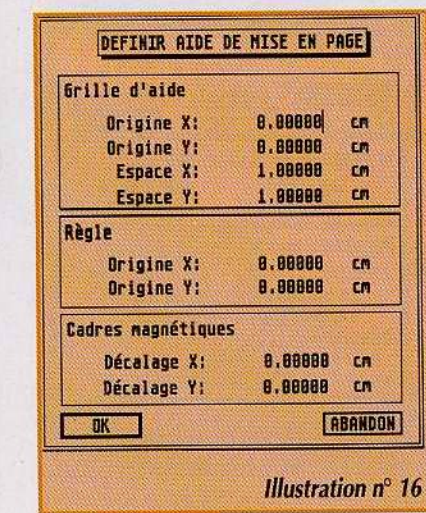 DEFINIR AIDE DE MISE EN PAGE
Grille d'aide
Origine X: 0.00000 cm
Origine Y: 0.00000 cm
Espace X: 1.00000 cm
Espace Y: 1.00000 cm
Règle
Origine X: 0.00000 cm
Origine Y: 0.00000 cm
Cadres magnétiques
Décalage X: 0.00000 cm
Décalage Y: 0.00000 cm
OK ABANDON
Illustration n° 16